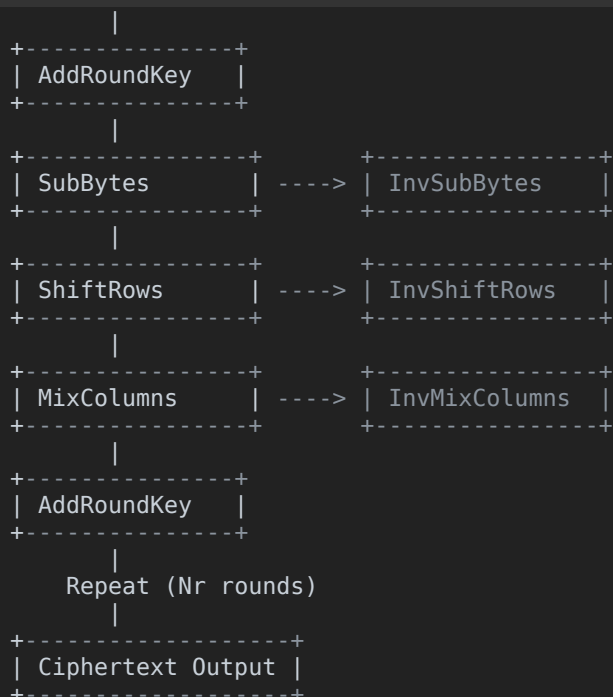 |
+---------------+
| AddRoundKey   |
+---------------+
|
+----------------+       +----------------+
| SubBytes         | ----> | InvSubBytes     |
+----------------+       +----------------+
|
+----------------+       +----------------+
| ShiftRows        | ----> | InvShiftRows    |
+----------------+       +----------------+
|
+----------------+       +----------------+
| MixColumns       | ----> | InvMixColumns   |
+----------------+       +----------------+
|
+---------------+
| AddRoundKey   |
+---------------+
|
Repeat (Nr rounds)
|
+-------------------+
| Ciphertext Output |
+-------------------+